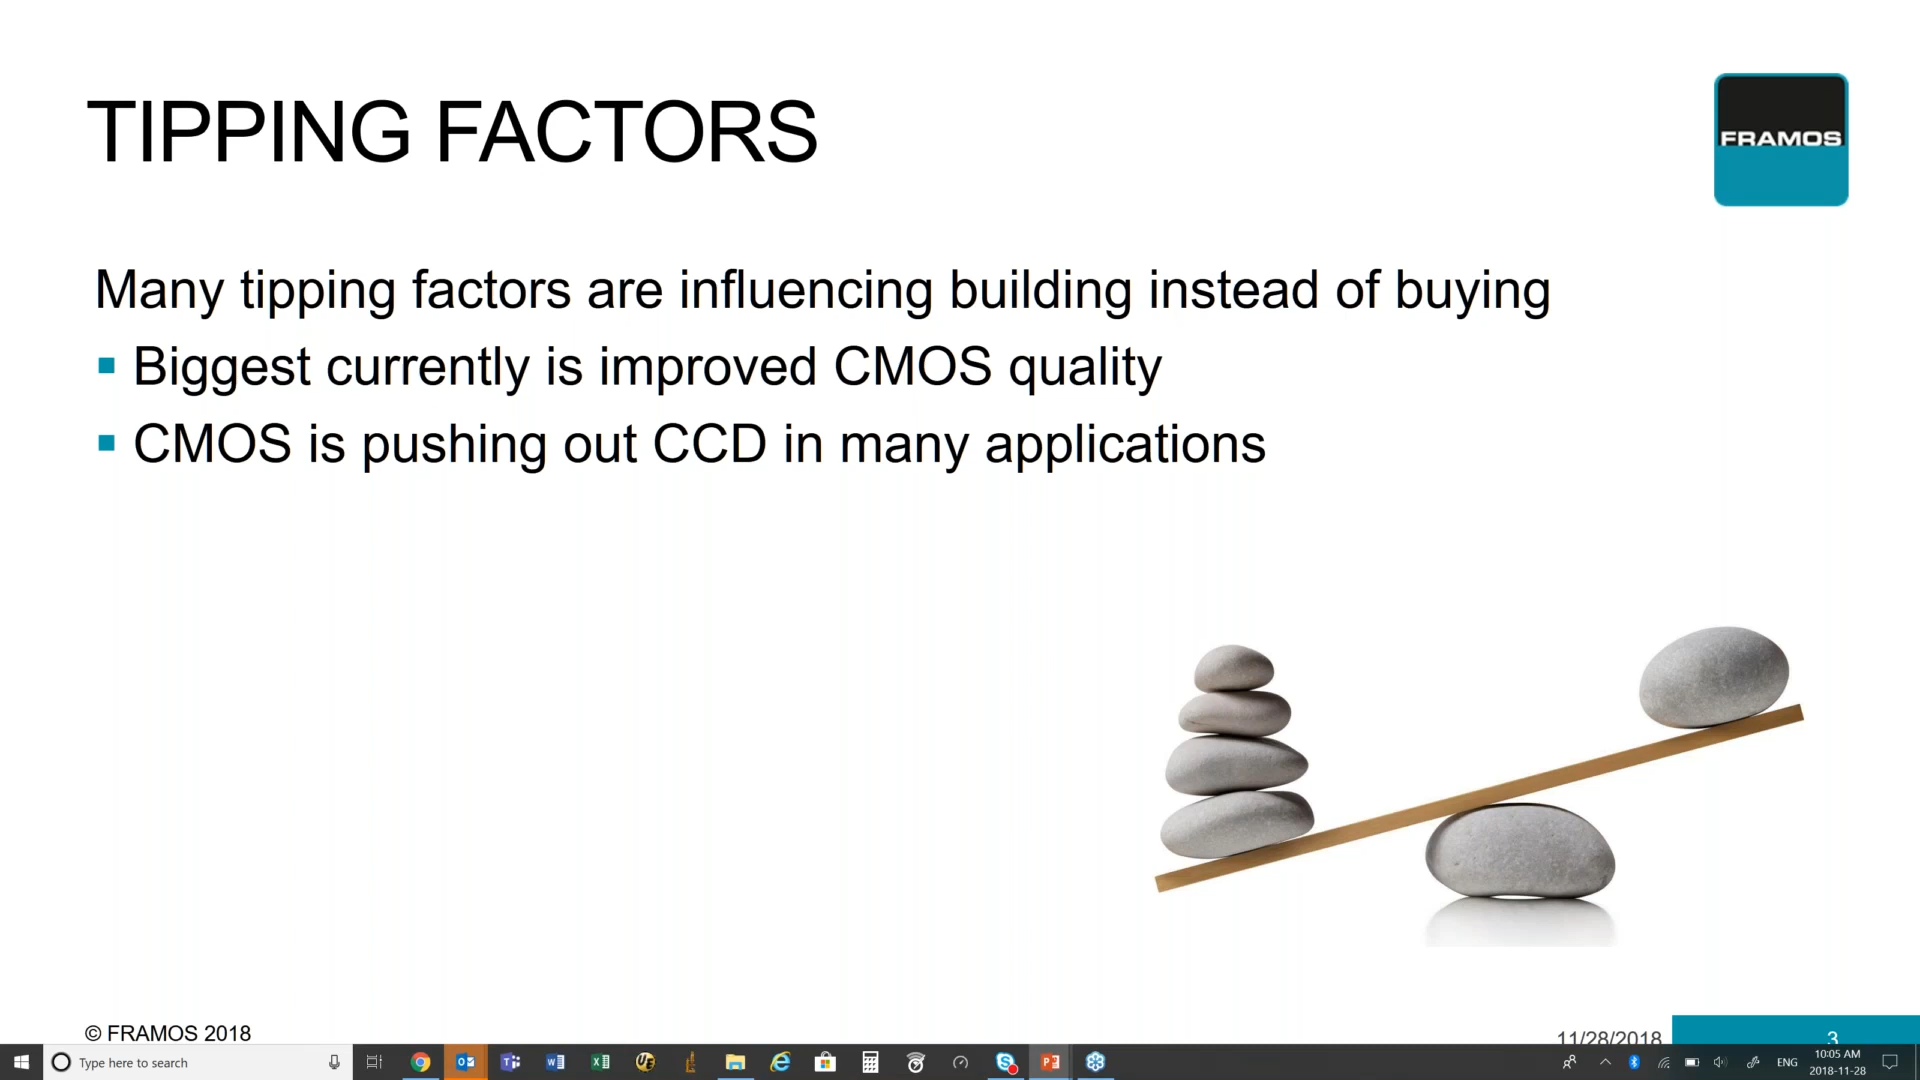 TIPPING FACTORS
FRAMOS
Many tipping factors are influencing building instead of buying
Biggest currently is improved CMOS quality
CMOS is pushing out CCD in many applications
© FRAMOS 2018
11/28/2018
3
Type here to search
ENG
10:05 AM
2018-11-28